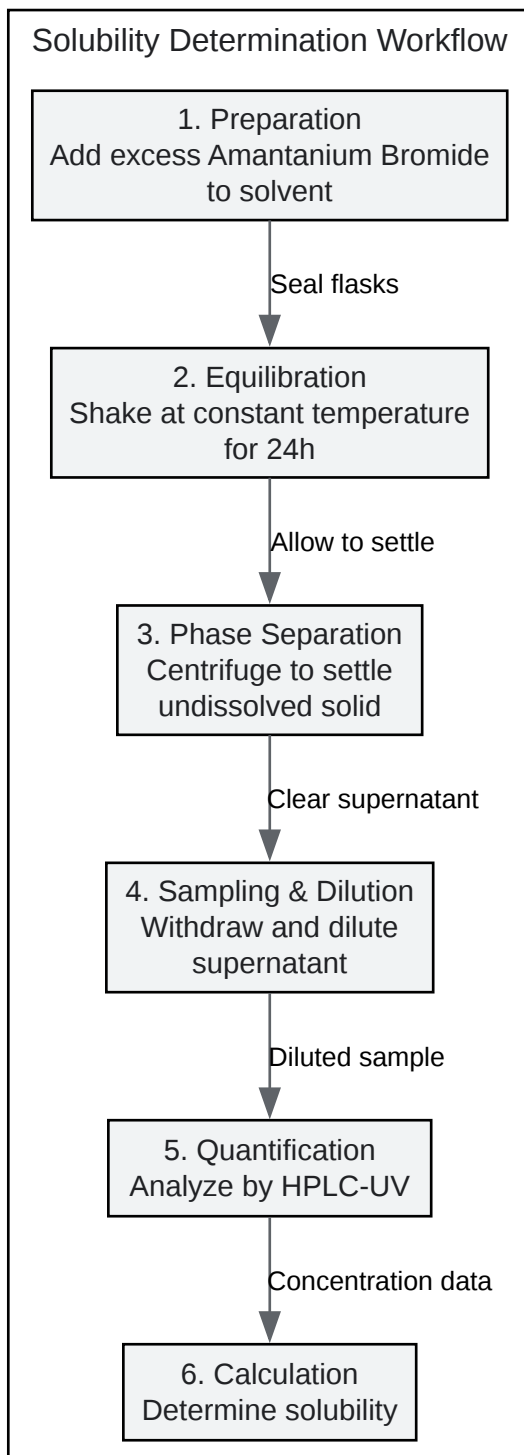 Solubility Determination Workflow
1. Preparation
Add excess Amantanium Bromide
to solvent
Seal flasks
2. Equilibration
Shake at constant temperature
for 24h
Allow to settle
3. Phase Separation
Centrifuge to settle
undissolved solid
Clear supernatant
4. Sampling & Dilution
Withdraw and dilute
supernatant
Diluted sample
5. Quantification
Analyze by HPLC-UV
Concentration data
6. Calculation
Determine solubility